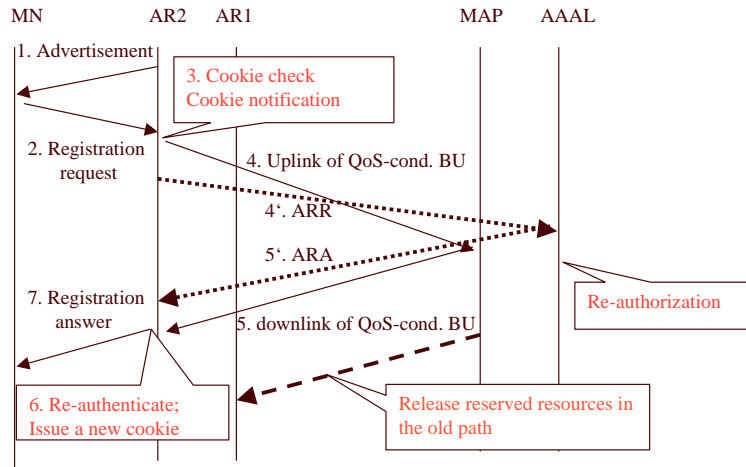 MN AR2 AR1 MAP AAAL
1. Advertisement
3. Cookie check
Cookie notification
2. Registration
request
4. Uplink of QoS-cond. BU
4‘. ARR
5‘. ARA
Re-authorization
7. Registration
answer
5. downlink of QoS-cond. BU
6. Re-authenticate;
Issue a new cookie
Release reserved resources in
the old path